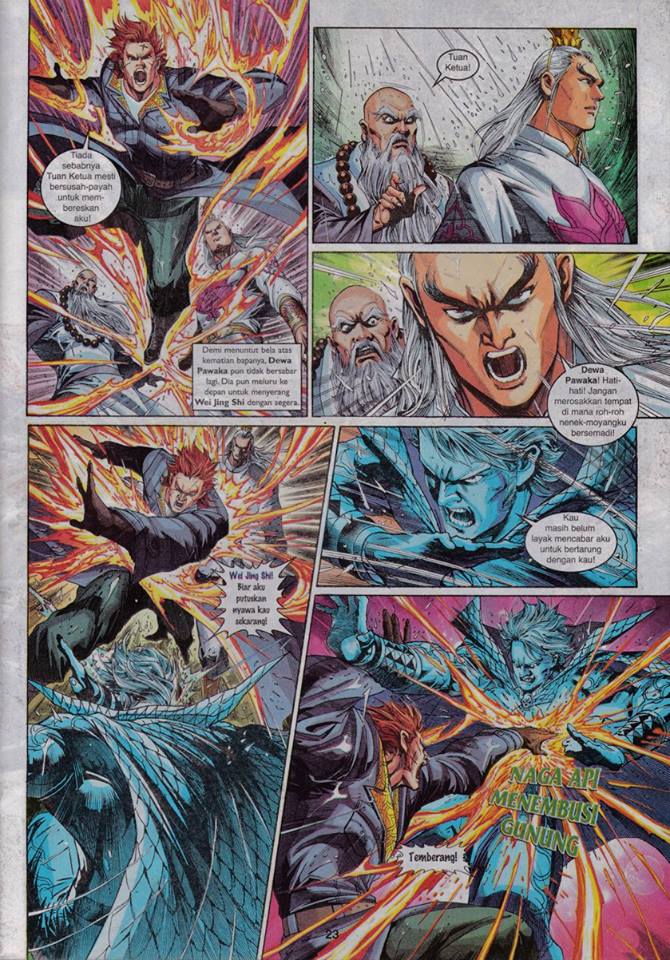 Tiada
sebabnya
Tuan Ketua mesti
bersusah-payah
untuk mem-
bereskan
aku!
Demi menuntut bela atas
kematian bapanya, Dewa
Pawaka pun tidak bersabar
lagi. Dia pun meluru ke
depan untuk menyerang
Wei Jing Shi dengan segera.
Tuan
Ketua!
Dewa
Pawaka! Hati-
hati! Jangan
merosakkan tempat
di mana roh-roh
nenek-moyangku
bersemadi!
Wei Jing Shi!
Biar aku
putuskan
nyawa kau
sekarang!
Kau
masih belum
layak mencabar aku
untuk bertarung
dengan kau!
NAGA API
MENEMBUSI
GUNUNG
Temberang!
23